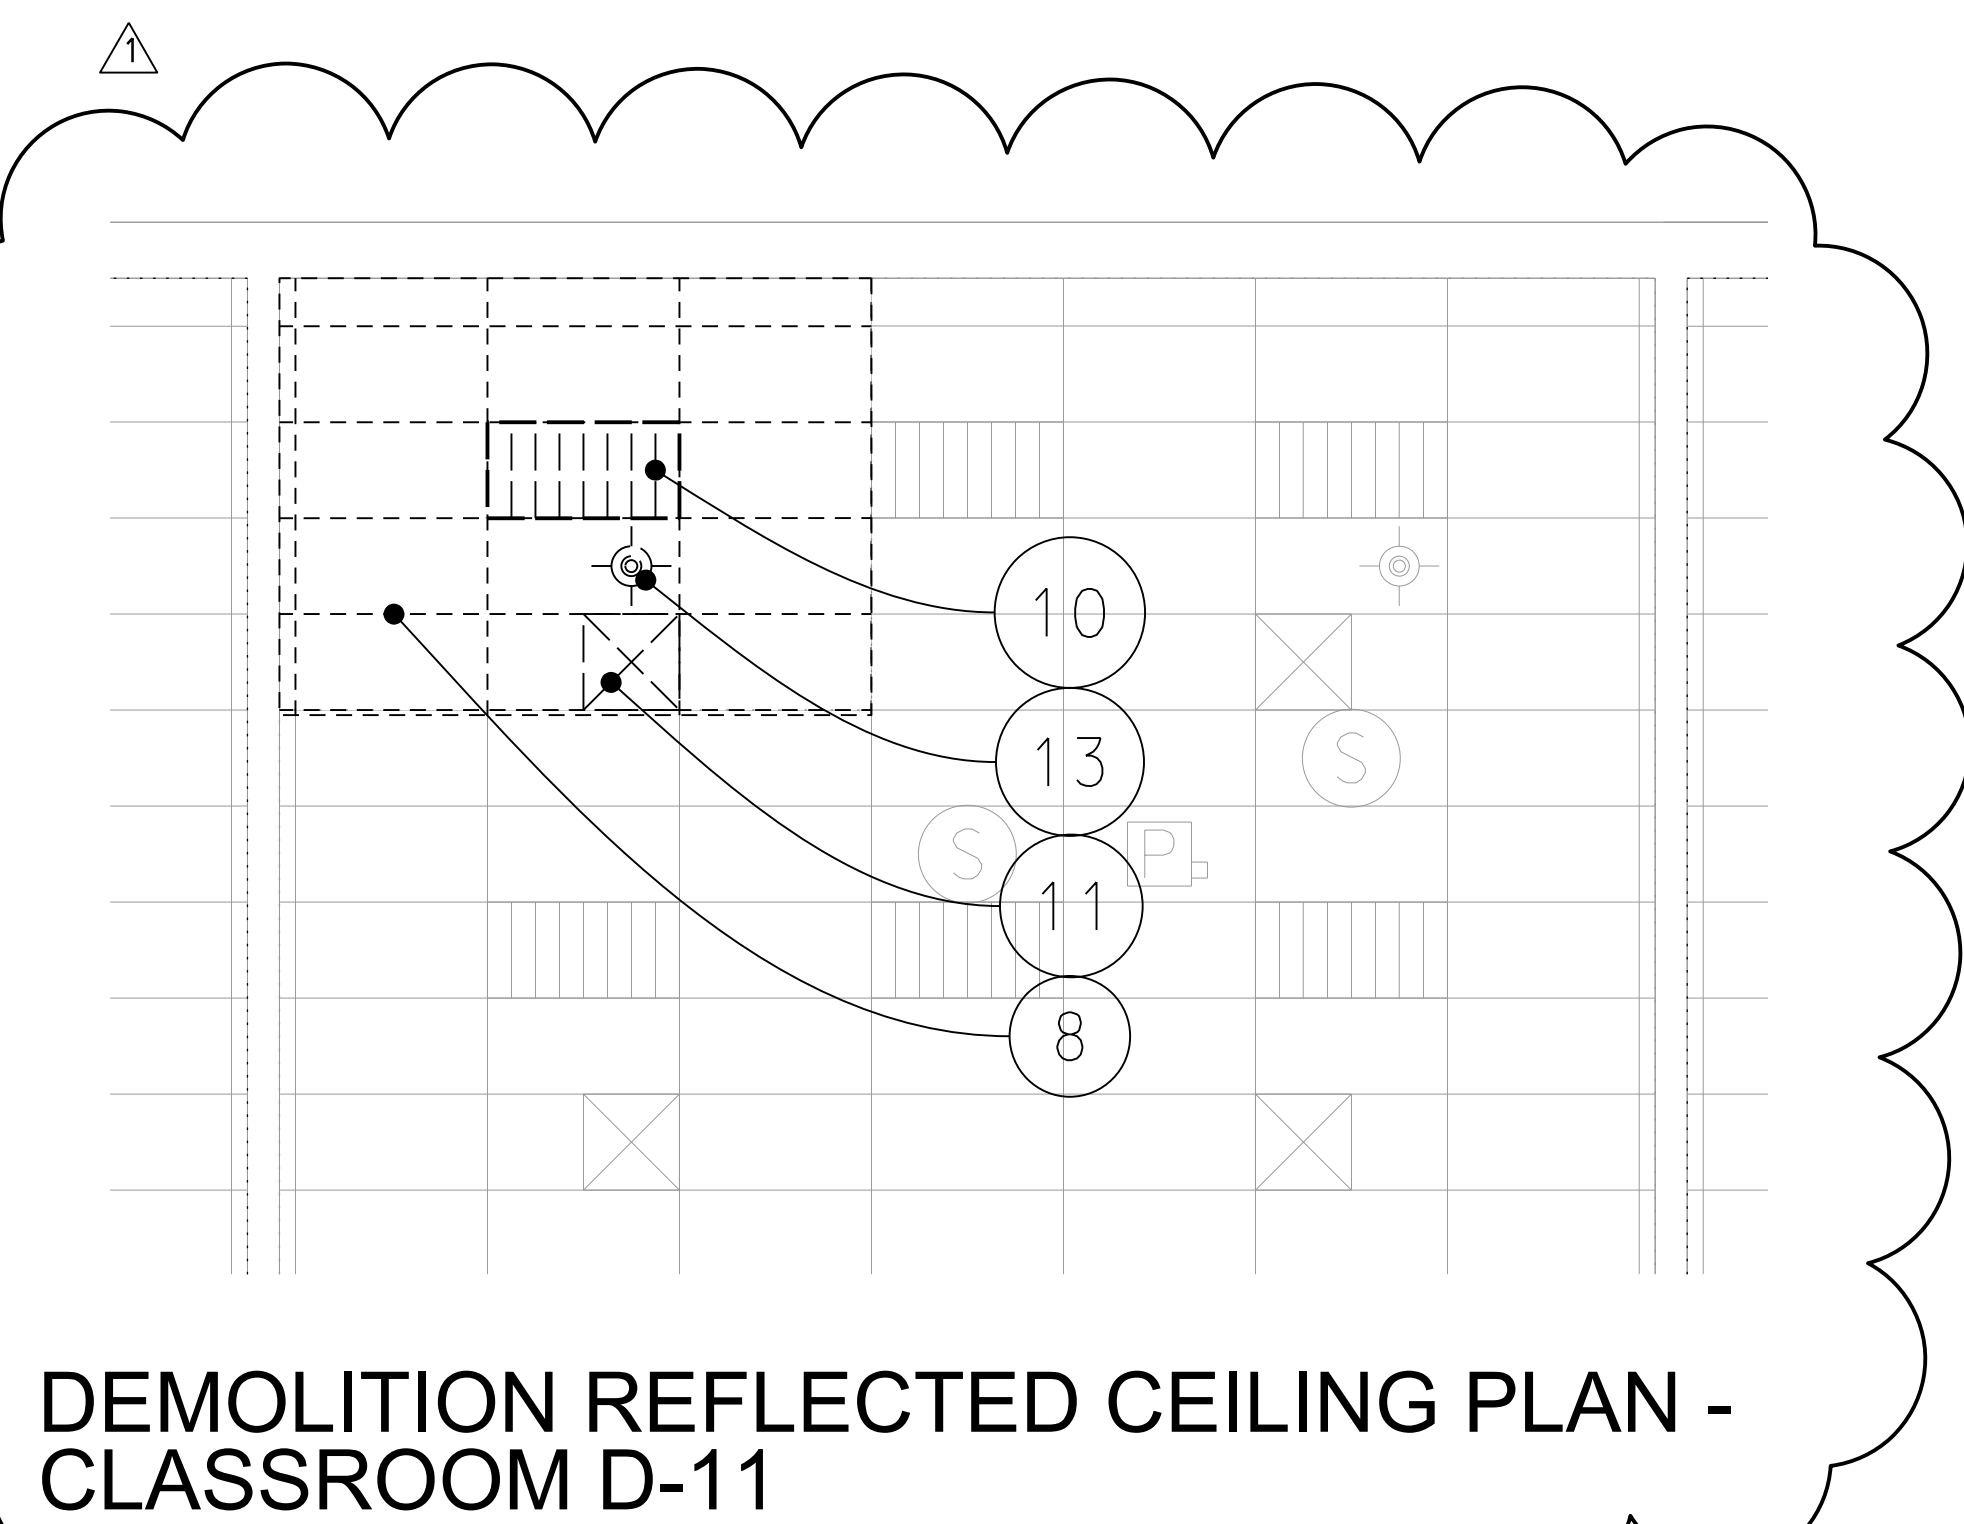 1
10
13
S
S
P
11
8
DEMOLITION REFLECTED CEILING PLAN -
CLASSROOM D-11